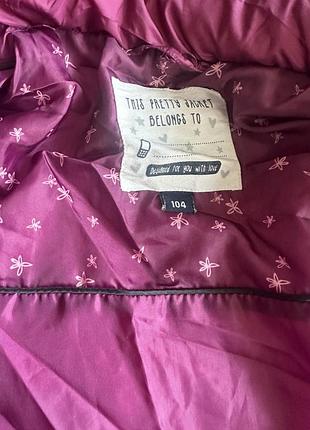 THIS PRETTY JACKET
BELONGS TO
DESIGNED FOR YOU WITH LOVE
104